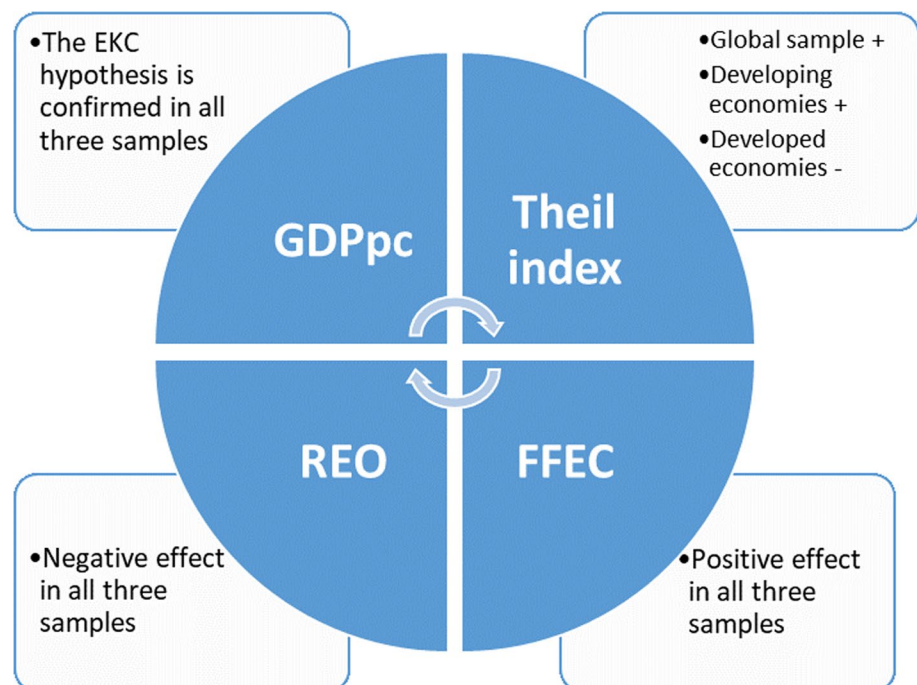 •The EKC
hypothesis is
confirmed in all
three samples
•Global sample +
•Developing
economies +
•Developed
economies -
GDPpc
Theil
index
REO
FFEC
•Negative effect
in all three
samples
•Positive effect
in all three
samples